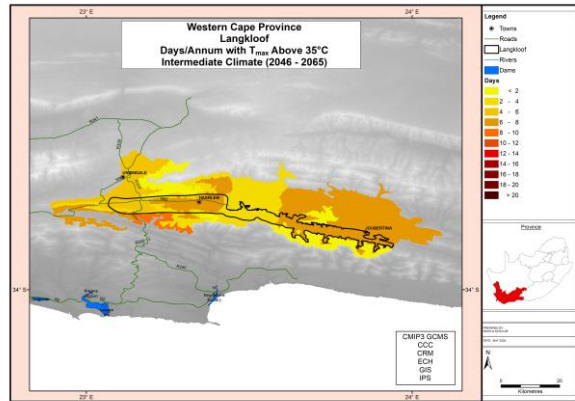 Western Cape Province
Langkloof
Days/Annum with Tmax Above 35°C
Intermediate Climate (2046 - 2065)
23° E
24° E
34° S
34° S
23° E
24° E
UNIONDALE
HAARLEM
JOUBERTINA
CMIP3 GCMS
CCC
CRM
ECH
GIS
IPS
Legend
Towns
Roads
Langkloof
Rivers
Dams
Days
< 2
2 - 4
4 - 6
6 - 8
8 - 10
10 - 12
12 - 14
14 - 16
16 - 18
18 - 20
> 20
Province
N
0
20
Kilometres